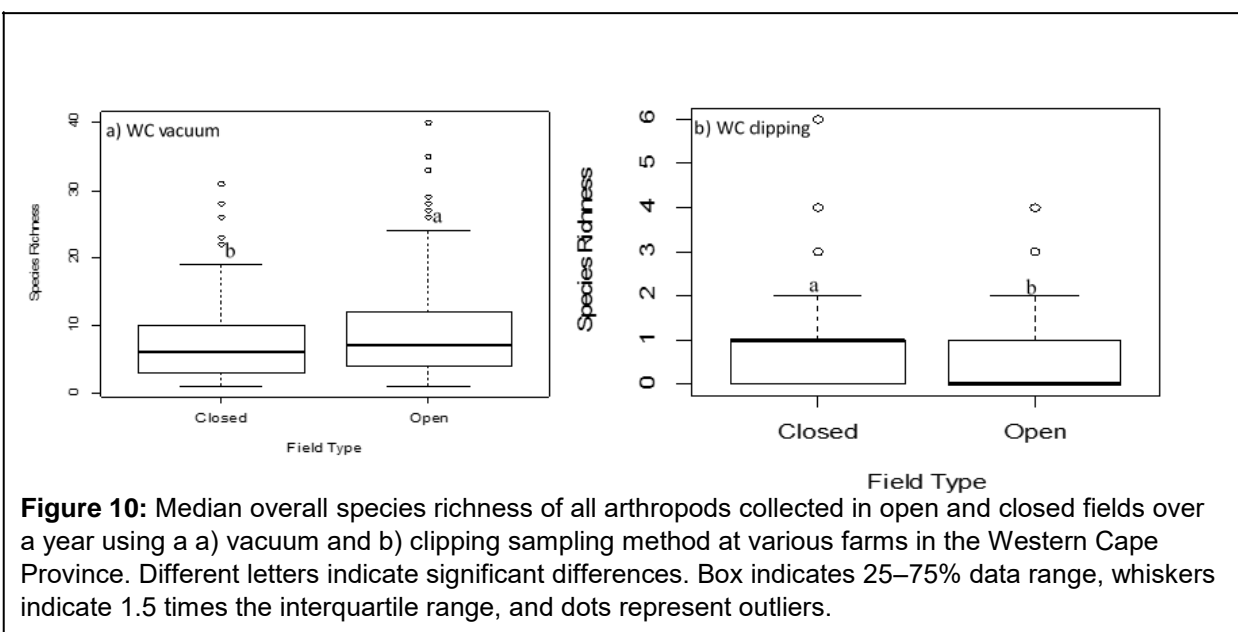 a) WC vacuum
40
30
20
10
0
Species Richness
b
a
Closed
Open
Field Type
b) WC clipping
6
5
4
3
2
1
0
Species Richness
a
b
Closed
Open
Field Type
Figure 10: Median overall species richness of all arthropods collected in open and closed fields over
a year using a a) vacuum and b) clipping sampling method at various farms in the Western Cape
Province. Different letters indicate significant differences. Box indicates 25–75% data range, whiskers
indicate 1.5 times the interquartile range, and dots represent outliers.